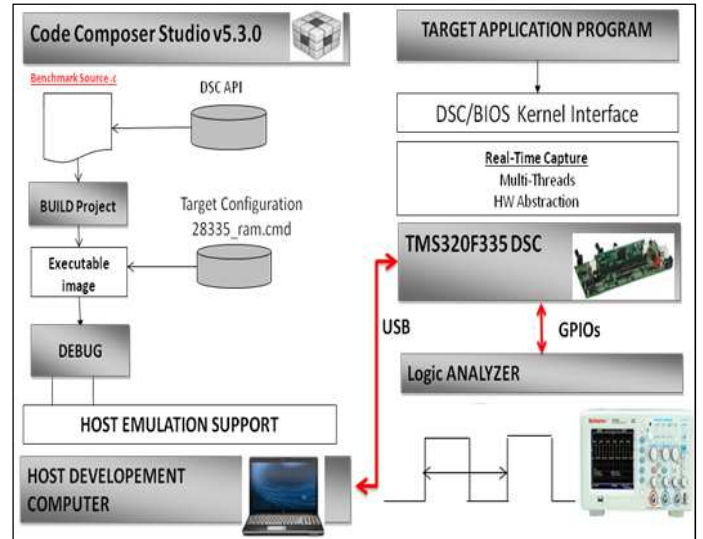 Code Composer Studio v5.3.0
Benchmark Source .c
DSC API
BUILD Project
Target Configuration
28335_ram.cmd
Executable
image
DEBUG
HOST EMULATION SUPPORT
HOST DEVELOPEMENT
COMPUTER
TARGET APPLICATION PROGRAM
DSC/BIOS Kernel Interface
Real-Time Capture
Multi-Threads
HW Abstraction
TMS320F335 DSC
USB
GPIOs
Logic ANALYZER